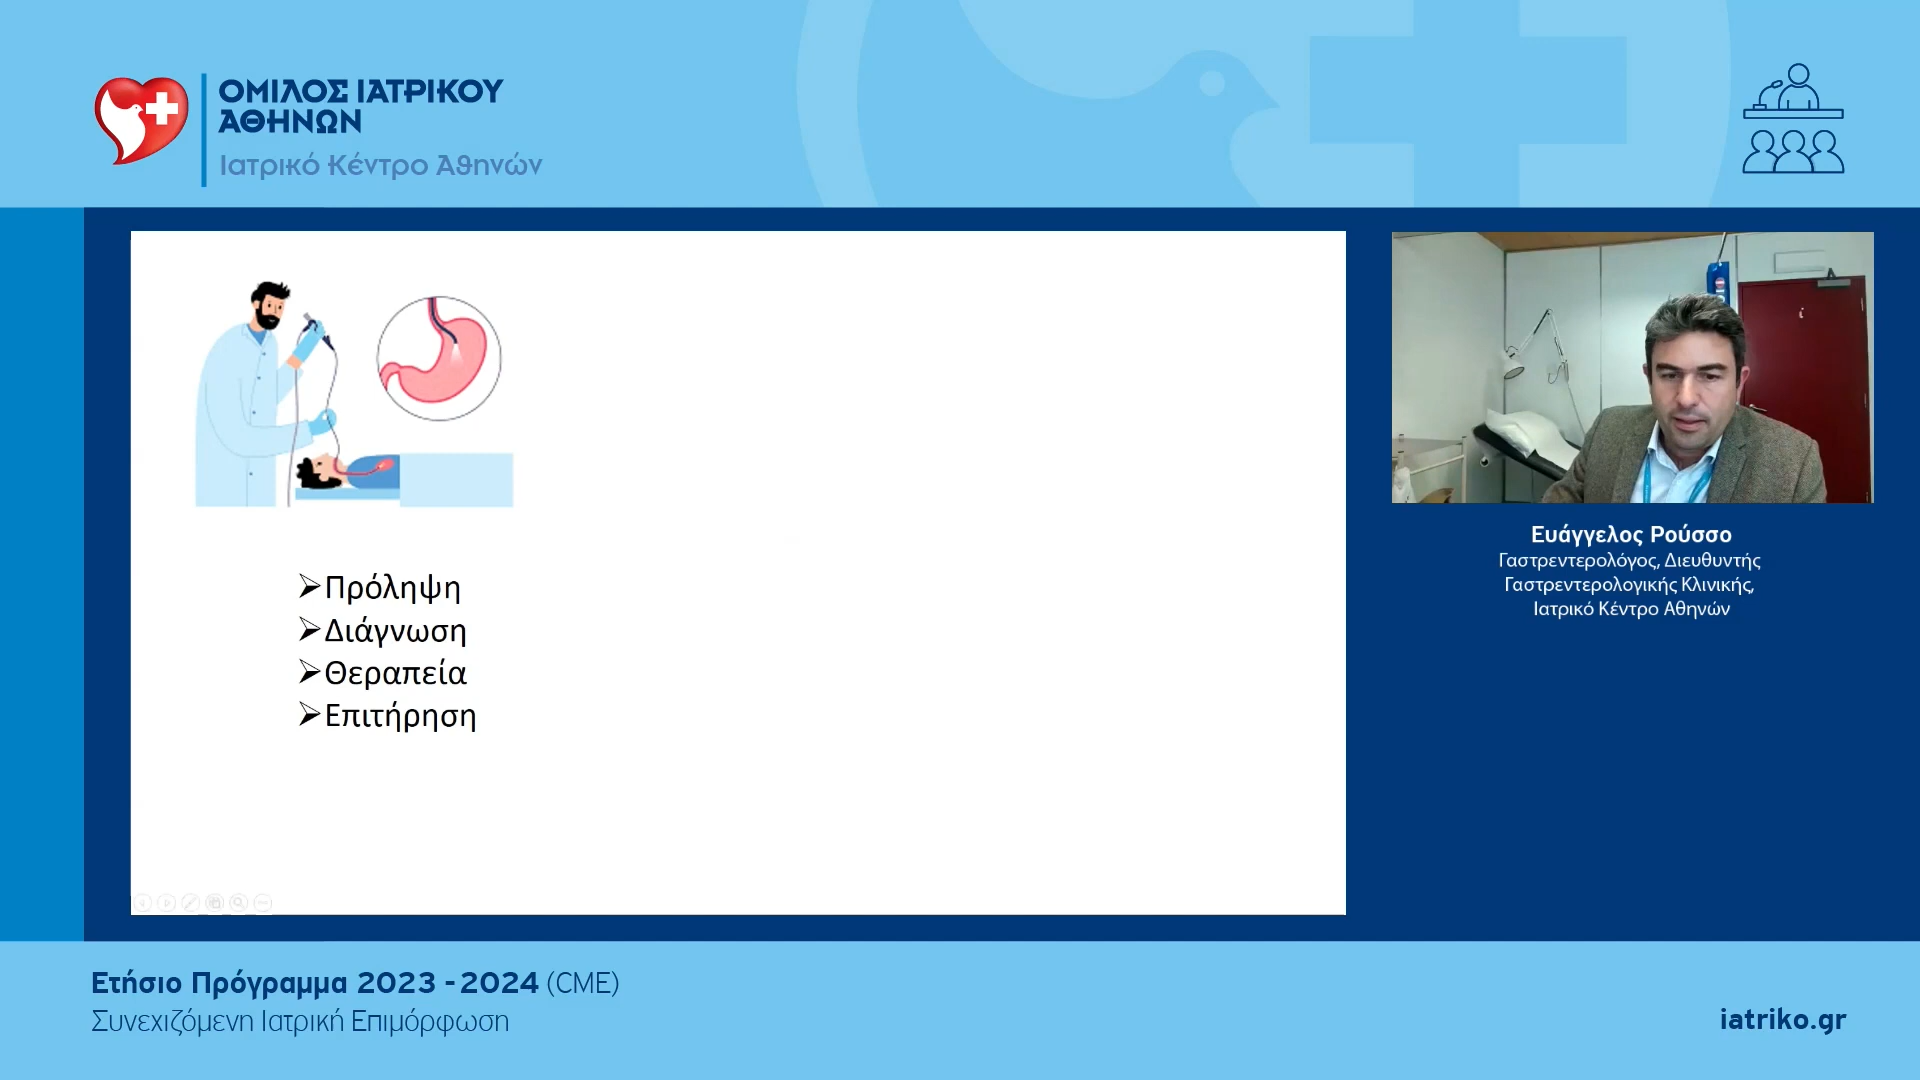 ΟΜΙΛΟΣ ΙΑΤΡΙΚΟΥ
ΑΘΗΝΩΝ
Ιατρικό Κέντρο Αθηνών
Πρόληψη
Διάγνωση
Θεραπεία
Επιτήρηση
Ευάγγελος Ρούσσο
Γαστρεντερολόγος, Διευθυντής
Γαστρεντερολογικής Κλινικής,
Ιατρικό Κέντρο Αθηνών
Ετήσιο Πρόγραμμα 2023 - 2024 (CME)
Συνεχιζόμενη Ιατρική Επιμόρφωση
iatriko.gr